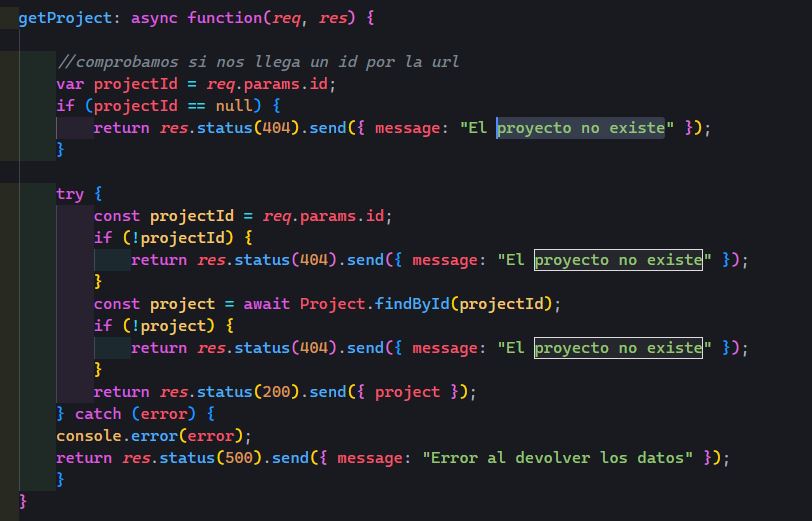 getProject: async function(req, res) {
//comprobamos si nos llega un id por la url
var projectId = req.params.id;
if (projectId == null) {
return res.status(404).send({ message: "El proyecto no existe" });
}
try {
const projectId = req.params.id;
if (!projectId) {
return res.status(404).send({ message: "El proyecto no existe" });
}
const project = await Project.findById(projectId);
if (!project) {
return res.status(404).send({ message: "El proyecto no existe" });
}
return res.status(200).send({ project });
} catch (error) {
console.error(error);
return res.status(500).send({ message: "Error al devolver los datos" });
}
}